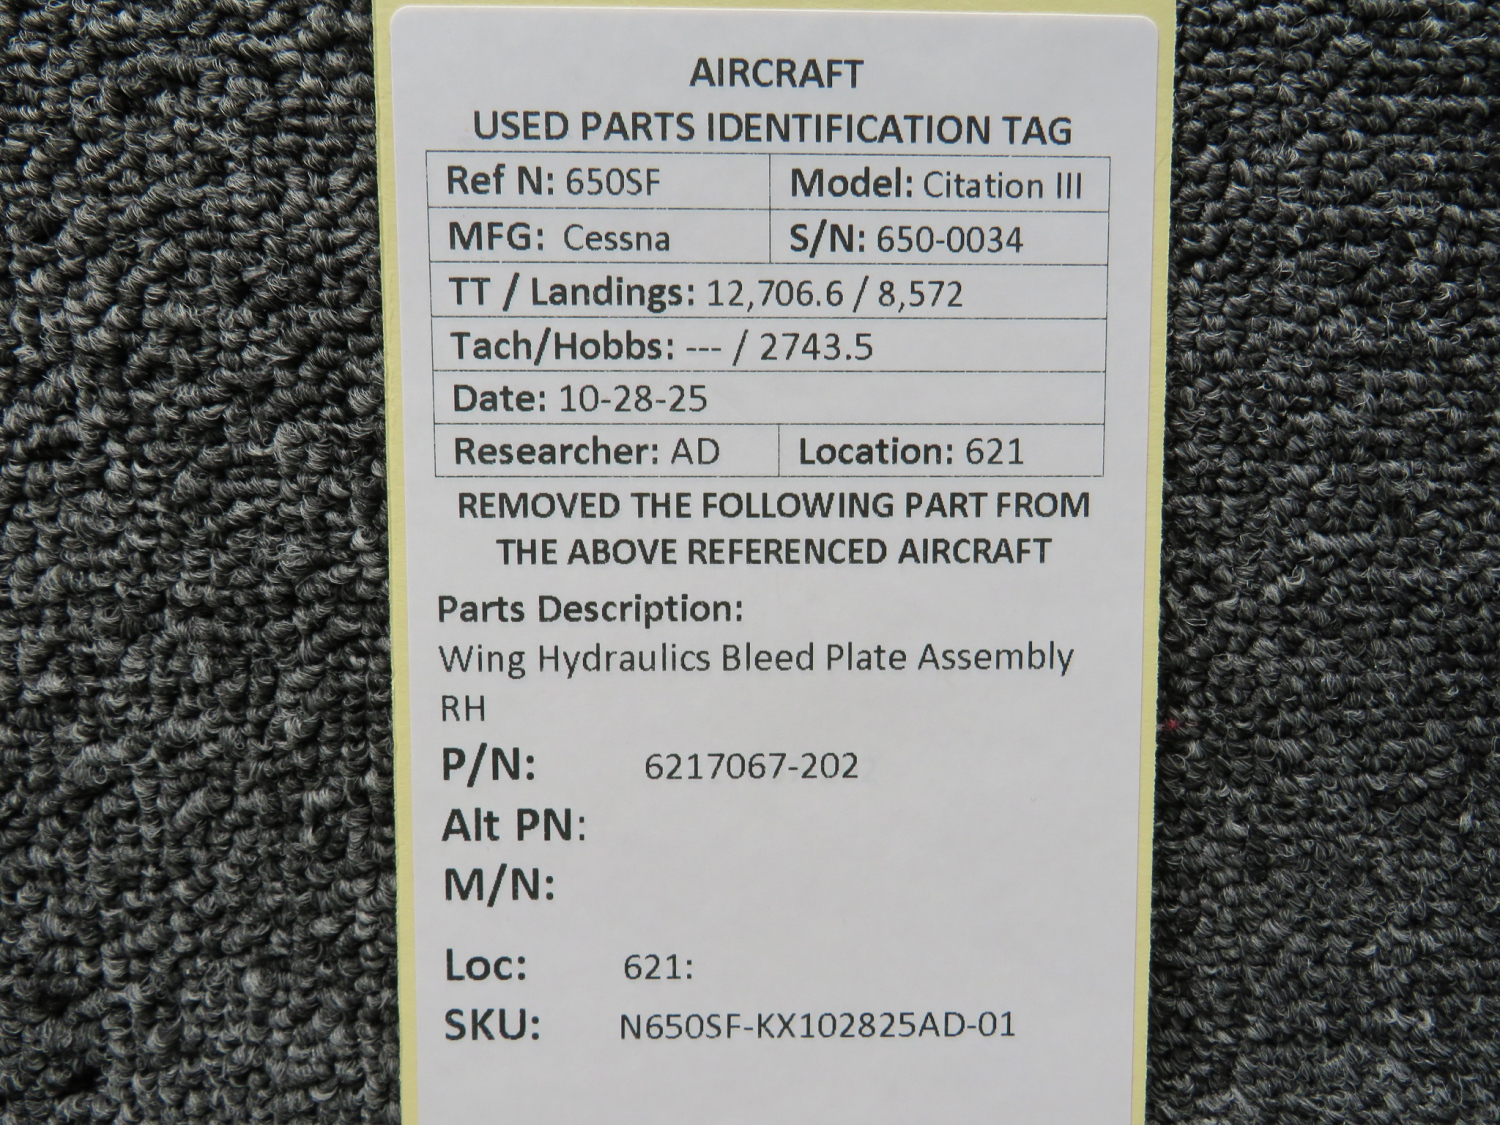 AIRCRAFT
USED PARTS IDENTIFICATION TAG
Ref N: 650SF Model: Citation III
MFG: Cessna S/N: 650-0034
TT / Landings: 12,706.6 / 8,572
Tach/Hobbs: --- / 2743.5
Date: 10-28-25
Researcher: AD Location: 621
REMOVED THE FOLLOWING PART FROM
THE ABOVE REFERENCED AIRCRAFT
Parts Description:
Wing Hydraulics Bleed Plate Assembly
RH
P/N: 6217067-202
Alt PN:
M/N:
Loc: 621:
SKU: N650SF-KX102825AD-01